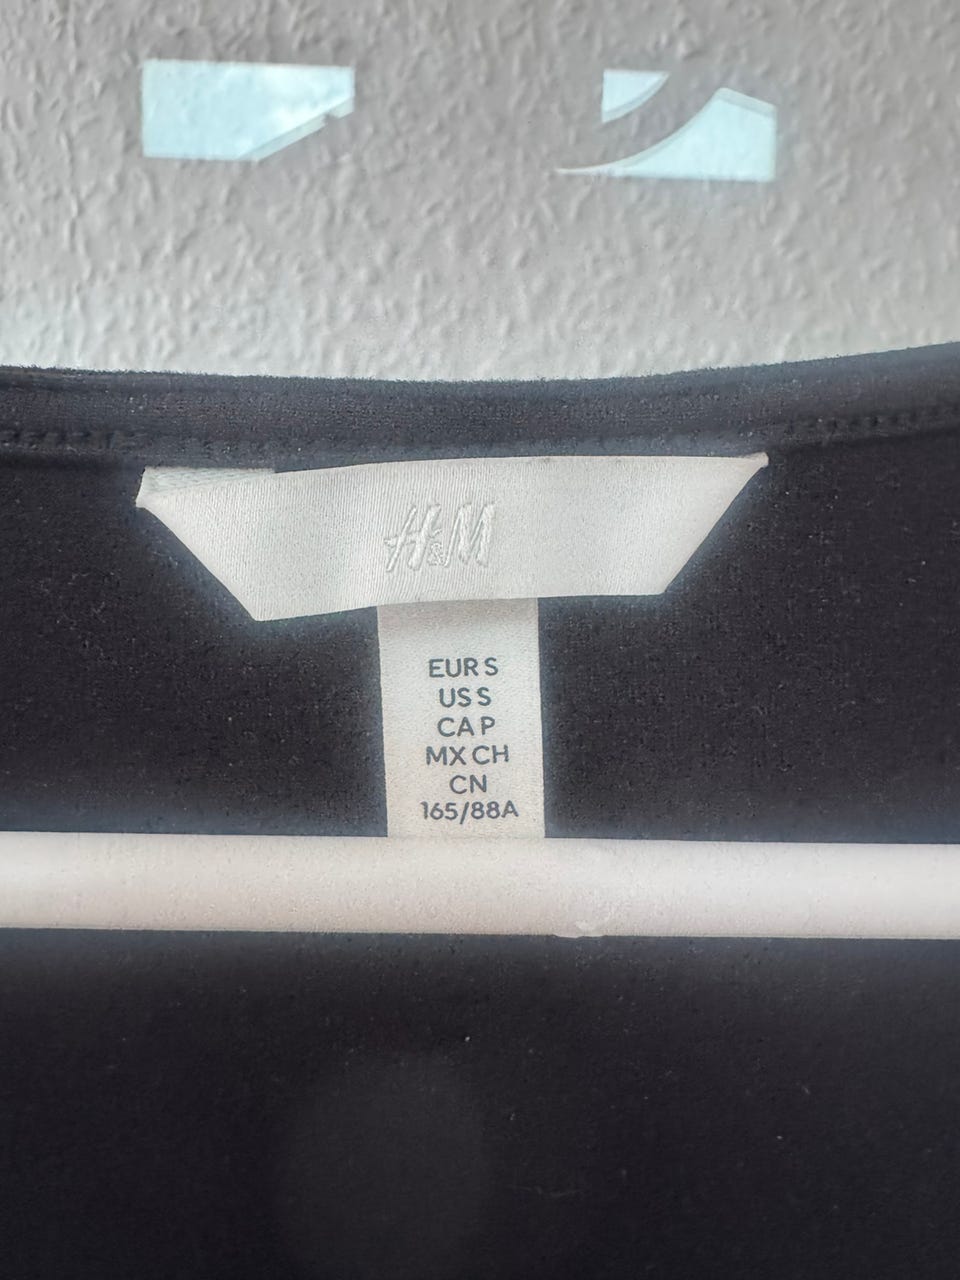 H&M
EUR S
US S
CA P
MX CH
CN
165/88A